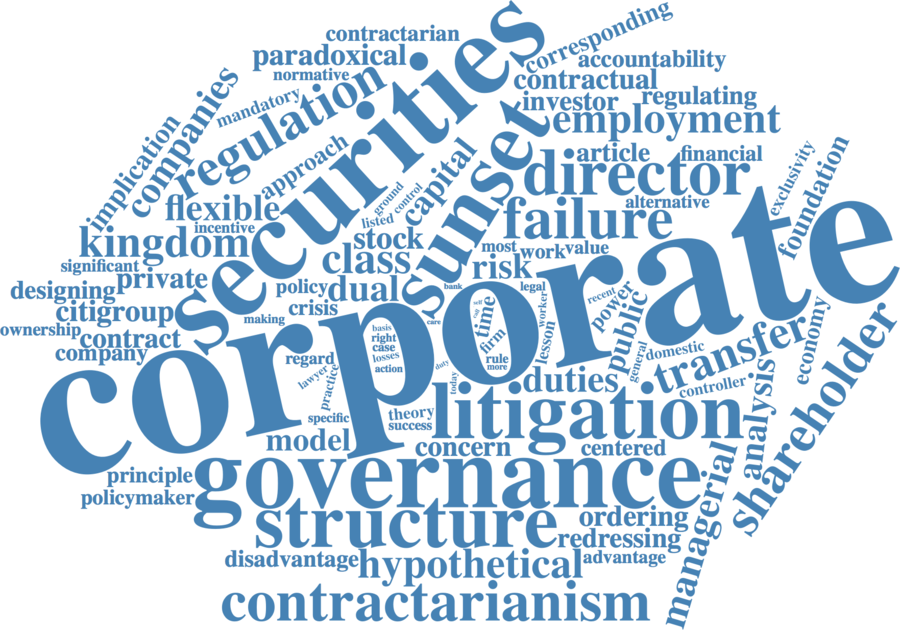 contractarian
paradoxical
normative
mandatory
regulation
securities
corresponding
accountability
contractual
investor
regulating
employment
implication
companies
approach
sunset
article
financial
director
alternative
exclusivity
foundation
flexible
incentive
ground
control
listed
capital
failure
kingdom
stock
most
work
value
significant
private
class
risk
designing
policy
dual
bank
legal
citigroup
crisis
making
care
cap
self
time
worker
recent
power
public
corporate
ownership
contract
company
basis
right
case
losses
action
firm
rule
more
duty
today
lesson
general
domestic
transfer
economy
regard
lawyer
practice
duties
controller
shareholder
specific
theory
success
litigation
analysis
model
concern
centered
principle
policymaker
governance
managerial
structure
ordering
redressing
disadvantage
hypothetical
advantage
contractarianism